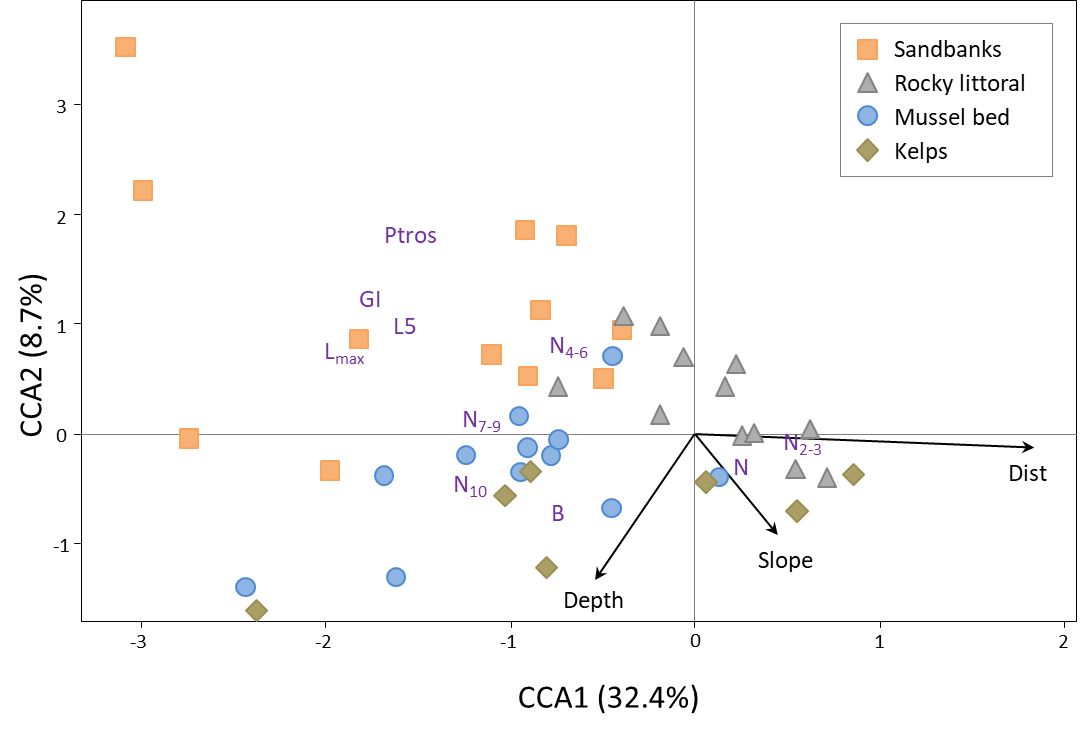 Sandbanks
Rocky littoral
Mussel bed
Kelps
3
2
1
0
-1
CCA2 (8.7%)
Ptros
GI
L5
Lmax
N4-6
N7-9
N2-3
N
N10
B
Dist
Slope
Depth
-3
-2
-1
0
1
2
CCA1 (32.4%)